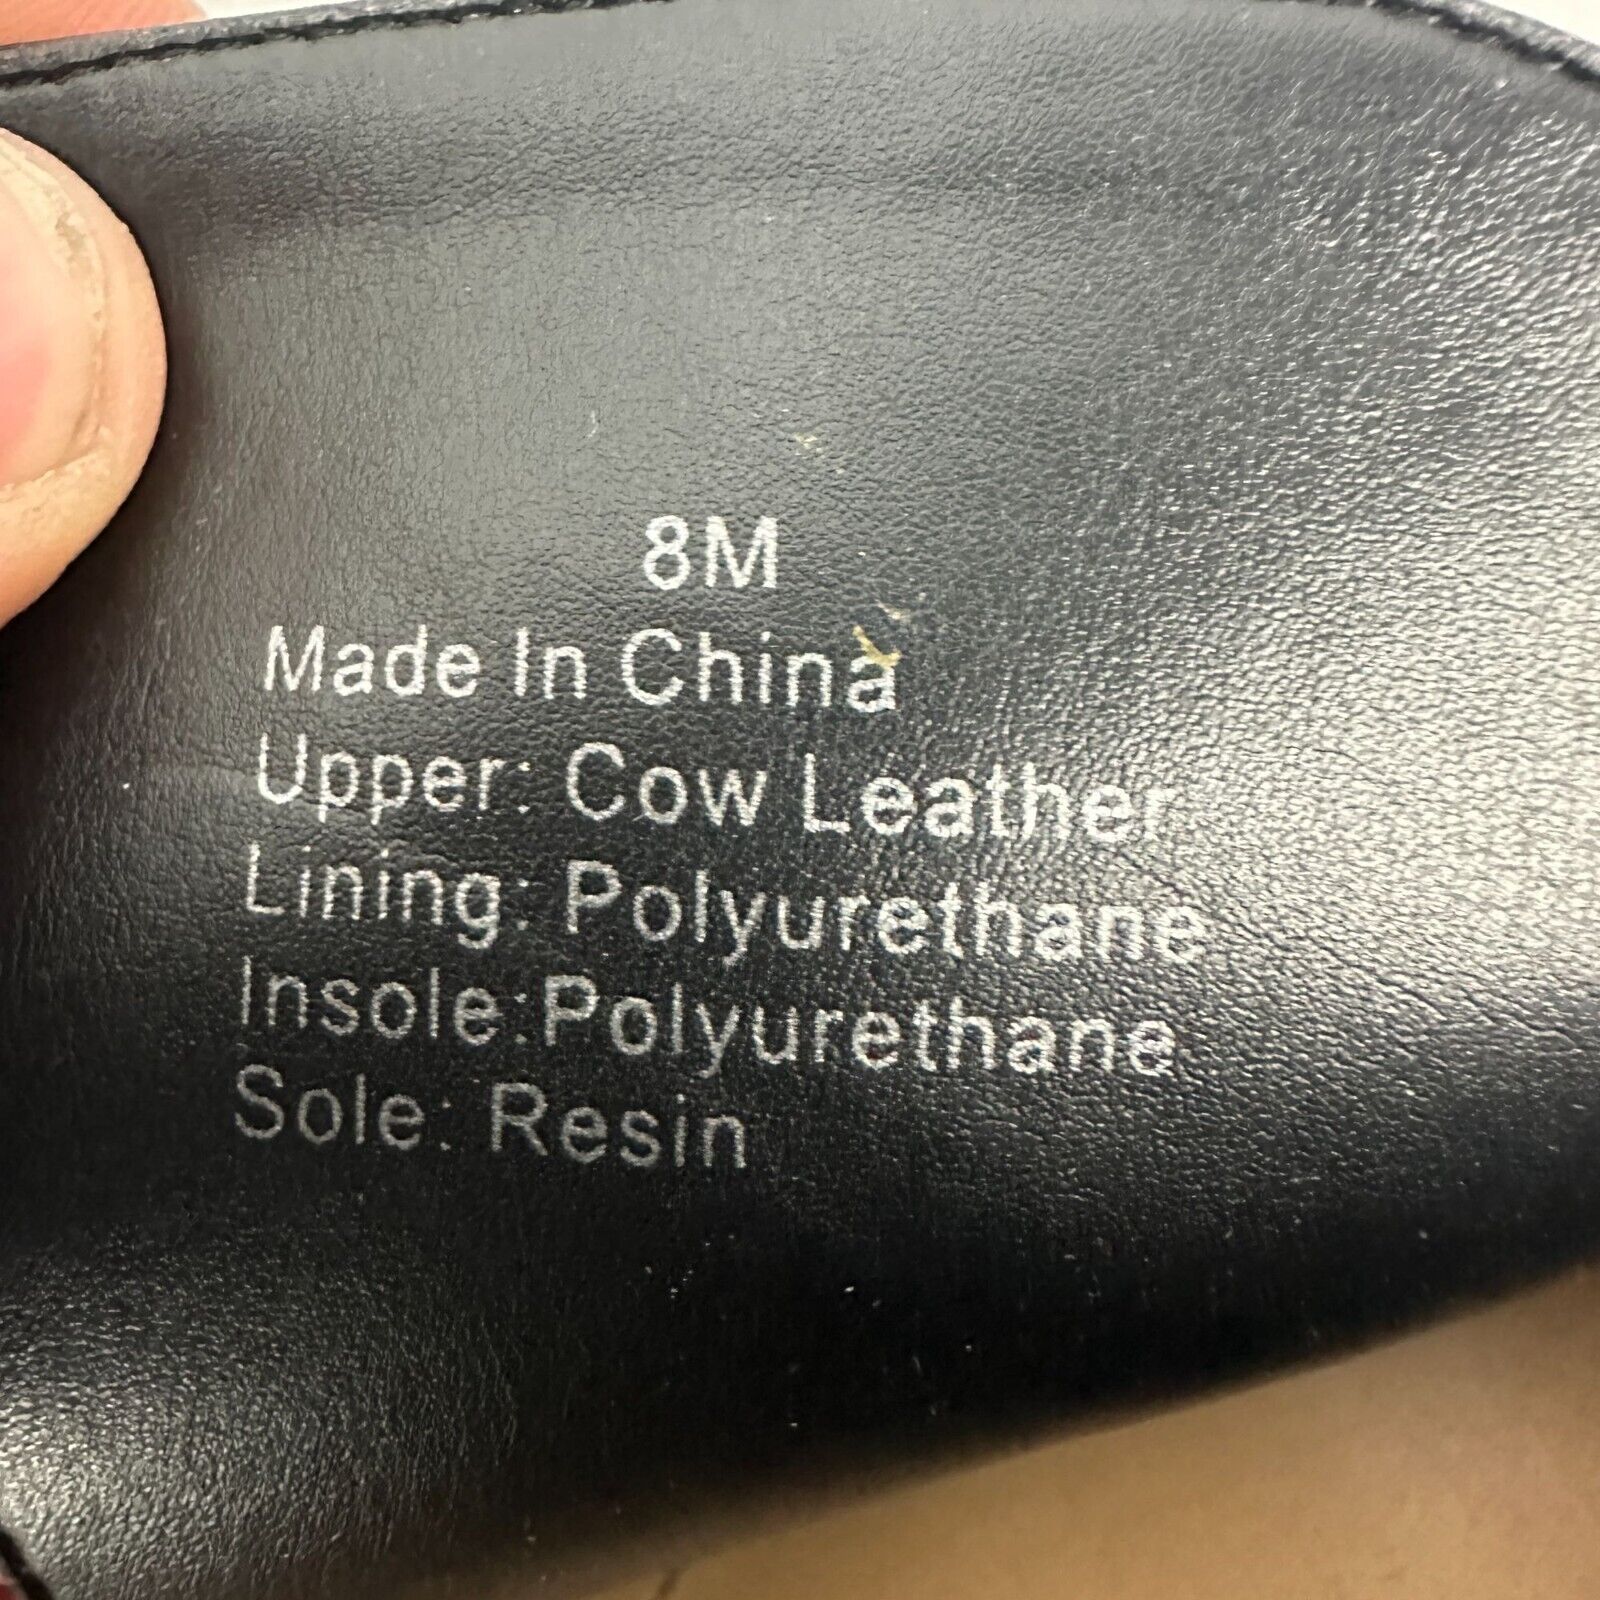 8M
Made In China
Upper: Cow Leather
Lining: Polyurethane
Insole:Polyurethane
Sole: Resin